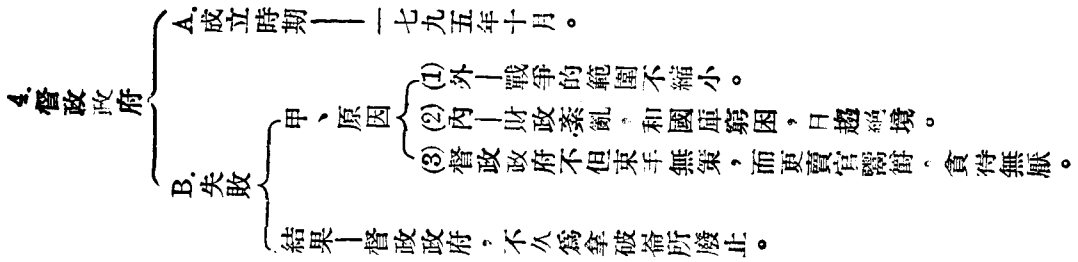 4. 督政政府
A. 成立時期——一七九五年十月。
B. 失敗
甲、原因
(1) 外—戰爭的範圍不縮小。
(2) 內—財政紊亂，和國庫窮困，日趨絕境。
(3) 督政政府不但束手無策，而更賣官鬻爵。貪得無厭。
結果—督政政府，不久為拿破崙所廢止。